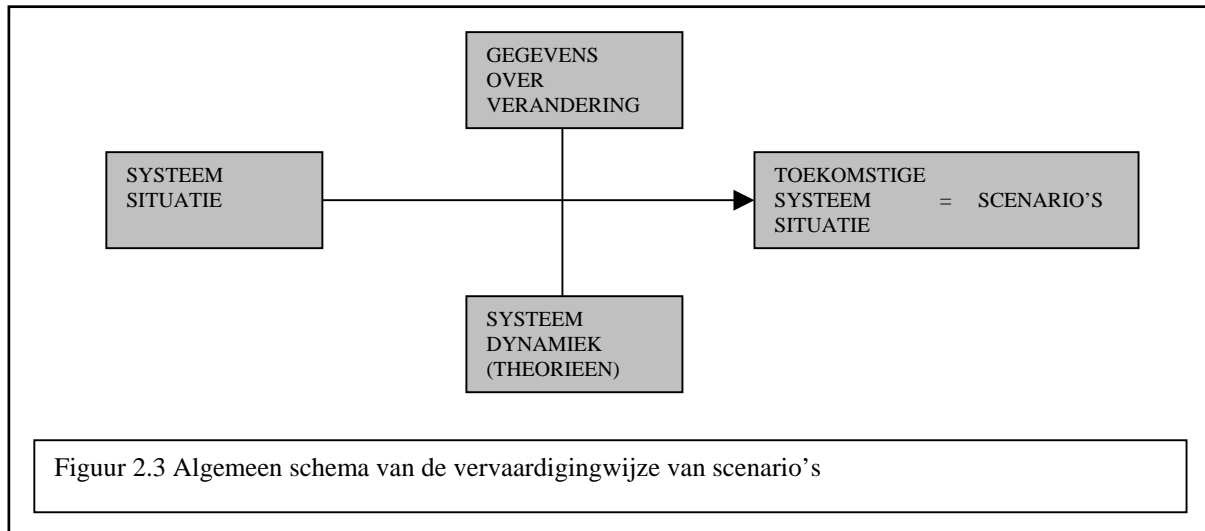 GEGEVENS
OVER
VERANDERING
SYSTEEM
SITUATIE
TOEKOMSTIGE
SYSTEEM = SCENARIO'S
SITUATIE
SYSTEEM
DYNAMIEK
(THEORIEEN)
Figuur 2.3 Algemeen schema van de vervaardigingwijze van scenario's